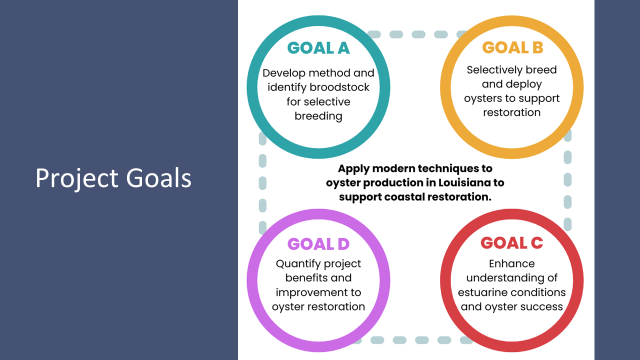 Project Goals
GOAL A
Develop method and
identify broodstock
for selective
breeding
GOAL B
Selectively breed
and deploy
oysters to support
restoration
Apply modern techniques to
oyster production in Louisiana to
support coastal restoration.
GOAL D
Quantify project
benefits and
improvement to
oyster restoration
GOAL C
Enhance
understanding of
estuarine conditions
and oyster success